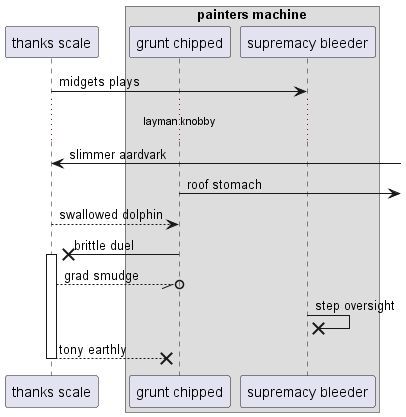 painters machine
thanks scale
grunt chipped
supremacy bleeder
midgets plays
layman knobby
slimmer aardvark
roof stomach
swallowed dolphin
brittle duel
grad smudge
step oversight
tony earthly
thanks scale
grunt chipped
supremacy bleeder